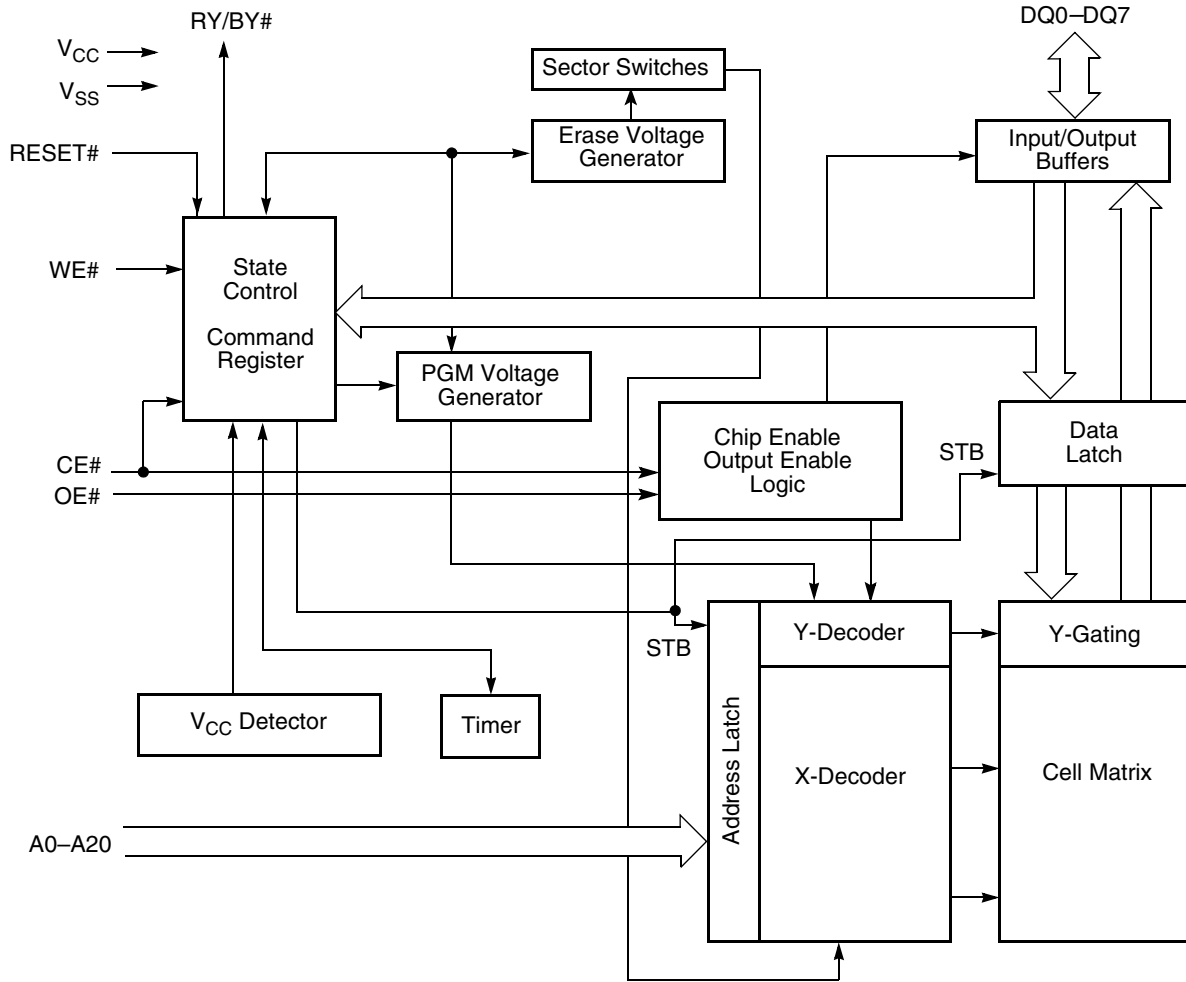 RY/BY#
DQ0–DQ7
VCC
VSS
Sector Switches
RESET#
Erase Voltage
Generator
Input/Output
Buffers
WE#
State
Control
Command
Register
PGM Voltage
Generator
Chip Enable
Output Enable
Logic
STB
Data
Latch
CE#
OE#
STB
Address Latch
Y-Decoder
Y-Gating
VCC Detector
Timer
X-Decoder
Cell Matrix
A0–A20